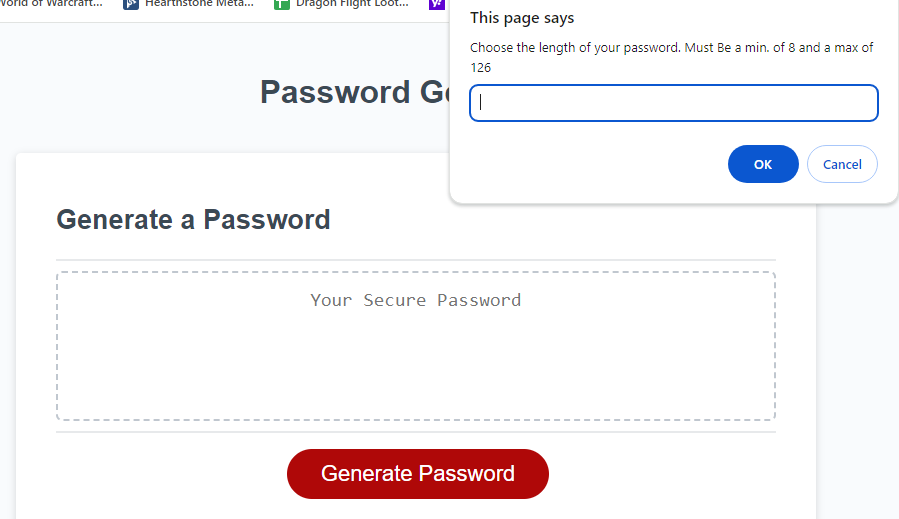 World of Warcraft...
Hearthstone Meta...
Dragon Flight Loot...
y!
This page says
Choose the length of your password. Must Be a min. of 8 and a max of
126
OK
Cancel
Password Ge
Generate a Password
Your Secure Password
Generate Password